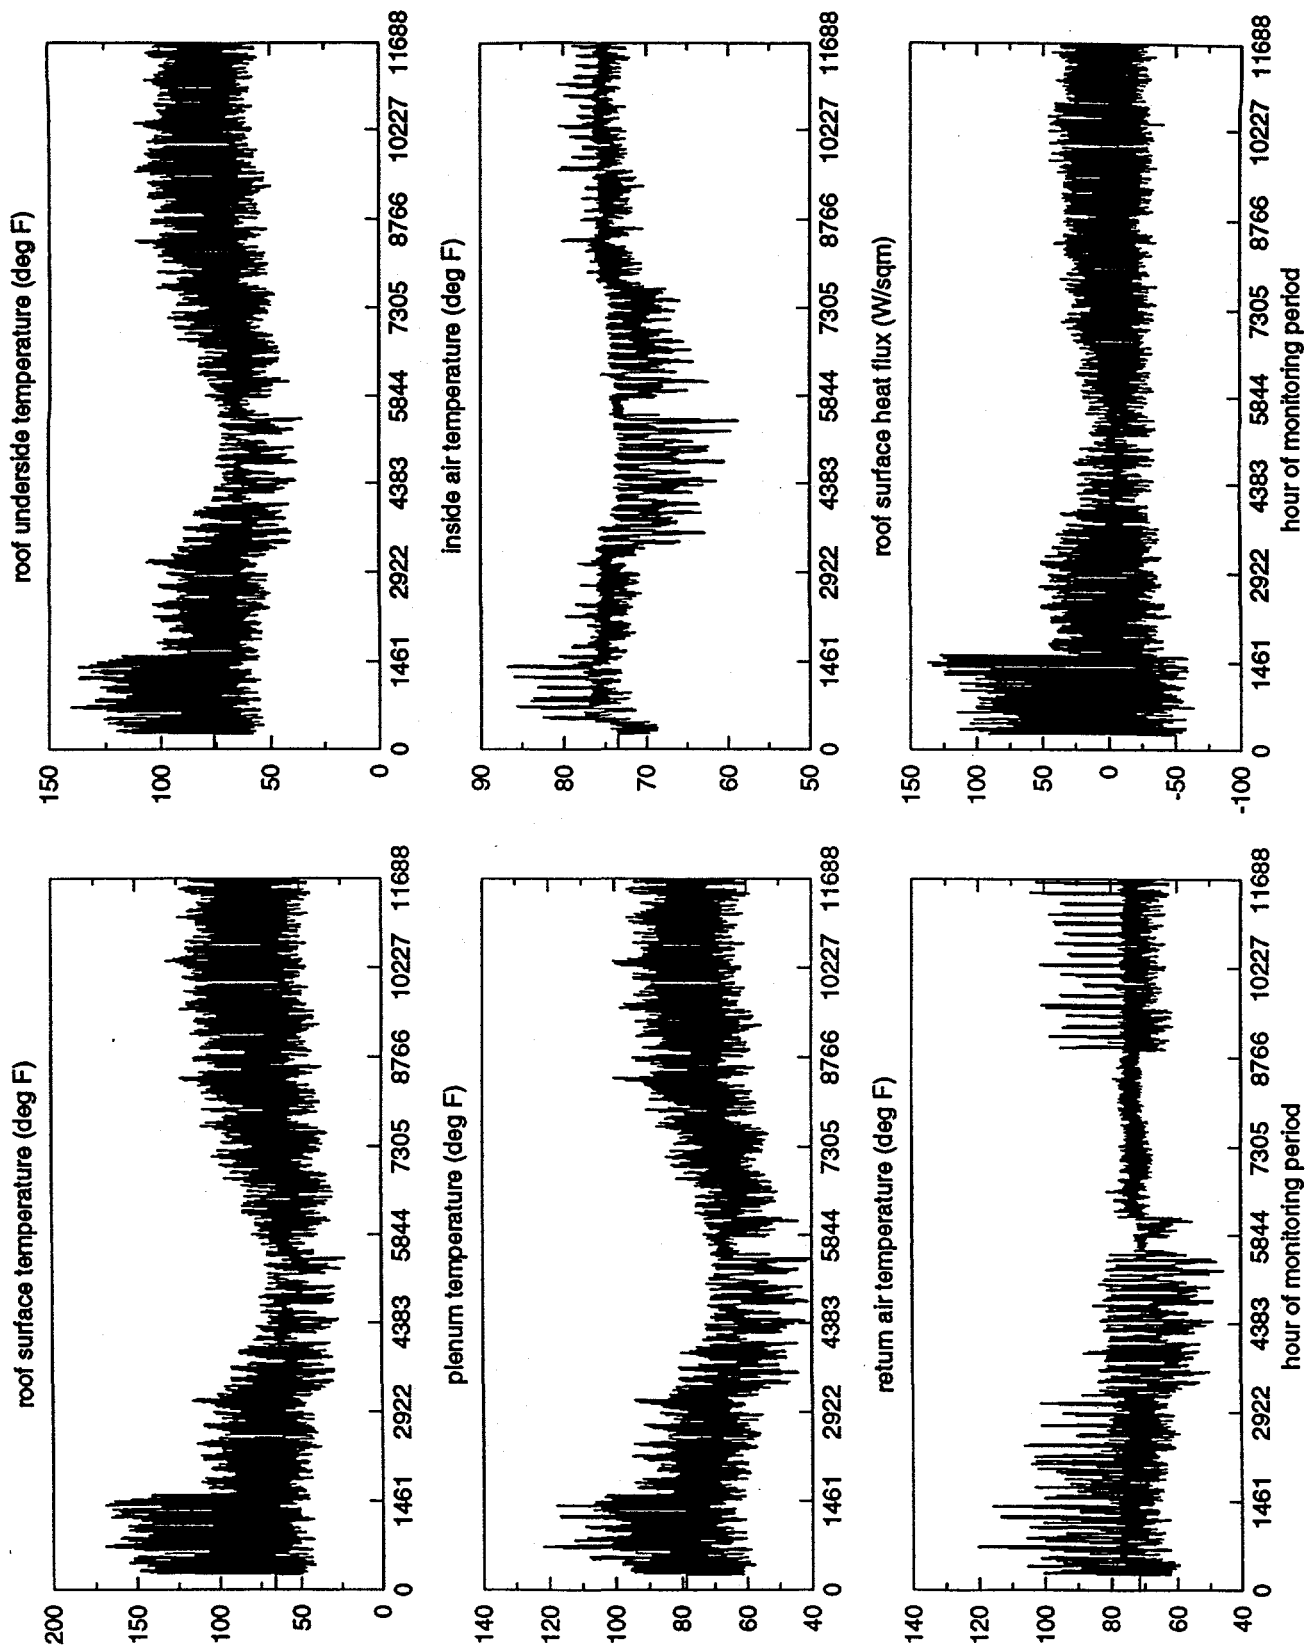 roof surface temperature (deg F)
200
150
100
50
0
0 1461 2922 4383 5844 7305 8766 10227 11688
roof underside temperature (deg F)
150
100
50
0
0 1461 2922 4383 5844 7305 8766 10227 11688
plenum temperature (deg F)
140
120
100
80
60
40
0 1461 2922 4383 5844 7305 8766 10227 11688
inside air temperature (deg F)
90
80
70
60
50
0 1461 2922 4383 5844 7305 8766 10227 11688
return air temperature (deg F)
140
120
100
80
60
40
0 1461 2922 4383 5844 7305 8766 10227 11688
hour of monitoring period
roof surface heat flux (W/sqm)
150
100
50
0
-50
-100
0 1461 2922 4383 5844 7305 8766 10227 11688
hour of monitoring period